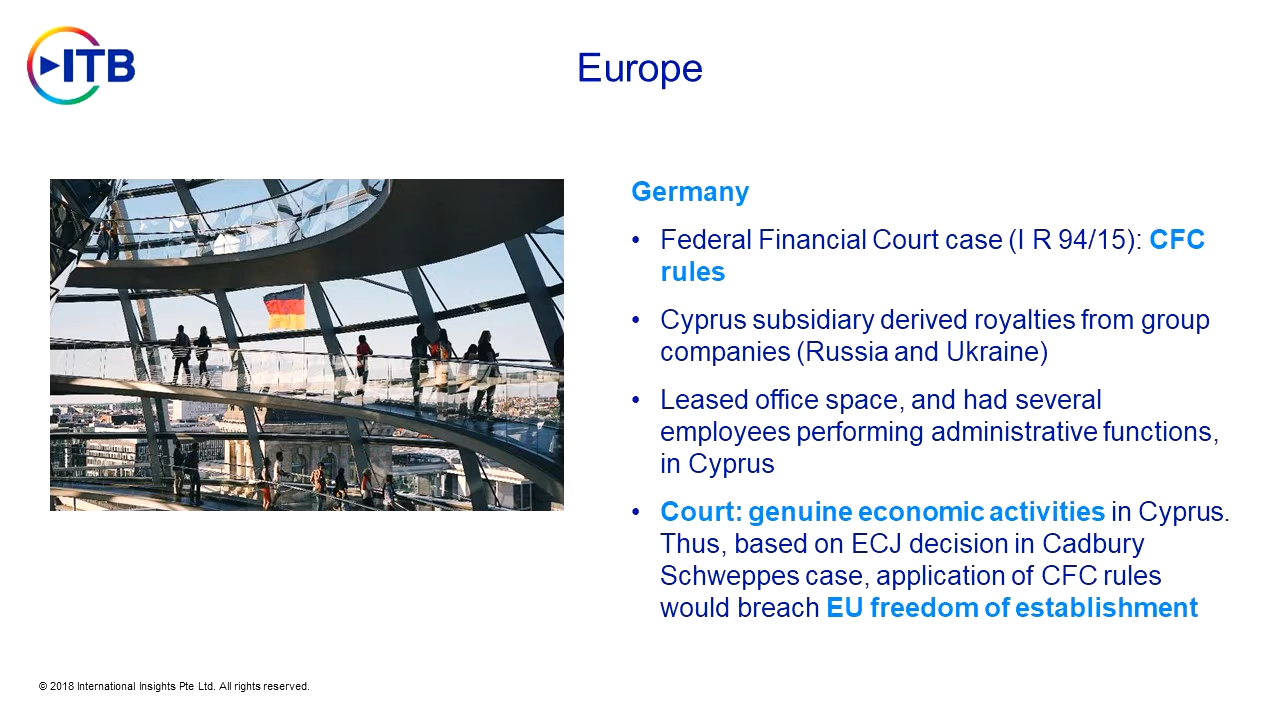 ITB
Europe
Germany
• Federal Financial Court case (I R 94/15): CFC
rules
• Cyprus subsidiary derived royalties from group
companies (Russia and Ukraine)
• Leased office space, and had several
employees performing administrative functions,
in Cyprus
• Court: genuine economic activities in Cyprus.
Thus, based on ECJ decision in Cadbury
Schweppes case, application of CFC rules
would breach EU freedom of establishment
© 2018 International Insights Pte Ltd. All rights reserved.